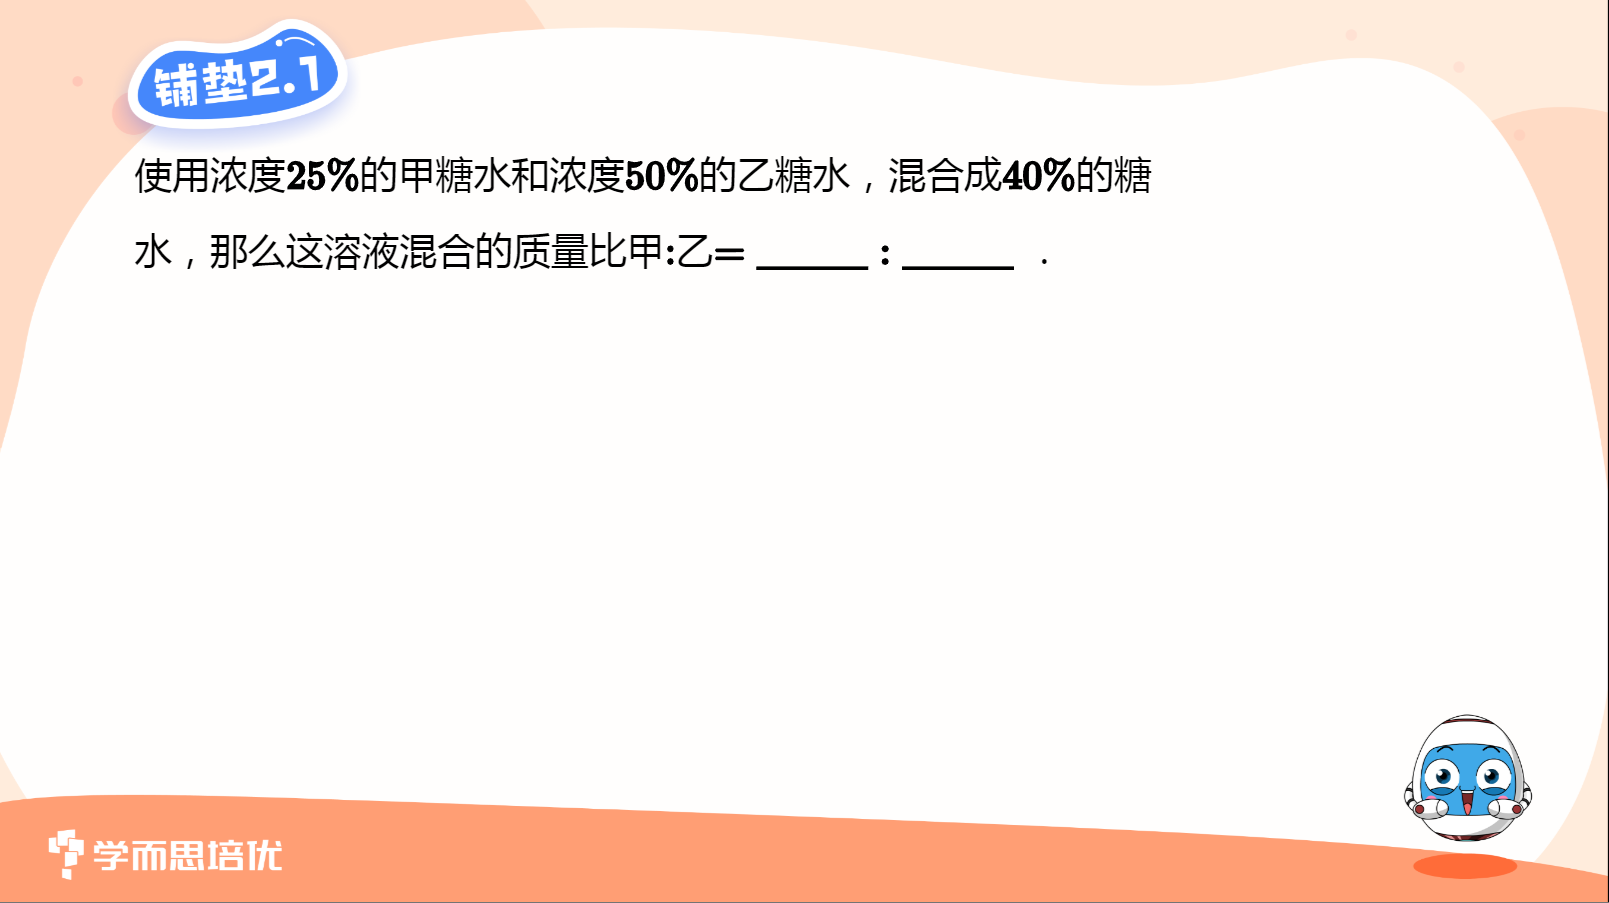 铺垫2.1
使用浓度25%的甲糖水和浓度50%的乙糖水，混合成40%的糖
水，那么这溶液混合的质量比甲:乙= ______ : ______ .
学而思培优